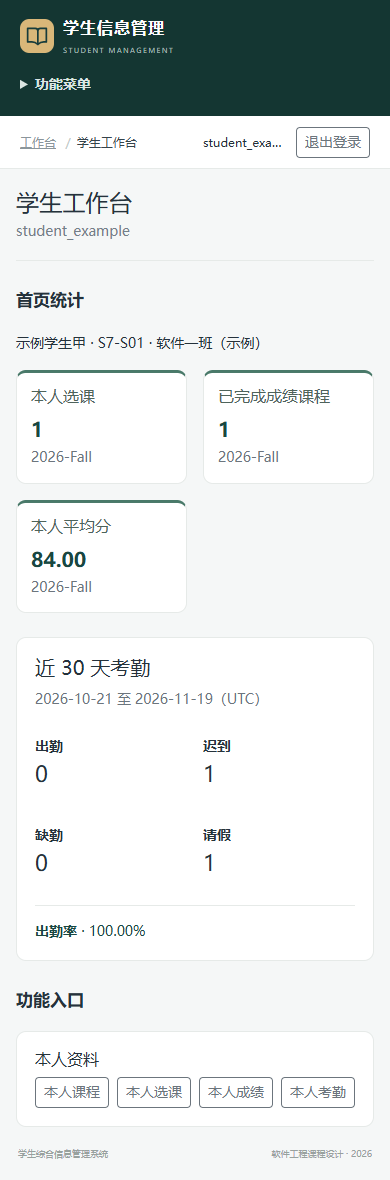 学生信息管理
STUDENT MANAGEMENT
▶ 功能菜单
工作台 / 学生工作台 student_exa... 退出登录
学生工作台
student_example
首页统计
示例学生甲 · S7-S01 · 软件一班（示例）
本人选课
1
2026-Fall
已完成成绩课程
1
2026-Fall
本人平均分
84.00
2026-Fall
近 30 天考勤
2026-10-21 至 2026-11-19（UTC）
出勤 迟到
0 1
缺勤 请假
0 1
出勤率 · 100.00%
功能入口
本人资料
本人课程 本人选课 本人成绩 本人考勤
学生综合信息管理系统 软件工程课程设计 · 2026